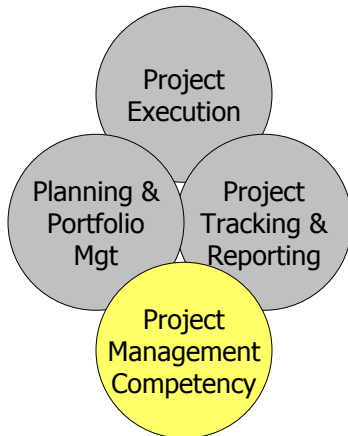 Project
Execution
Planning &
Portfolio
Mgt
Project
Tracking &
Reporting
Project
Management
Competency